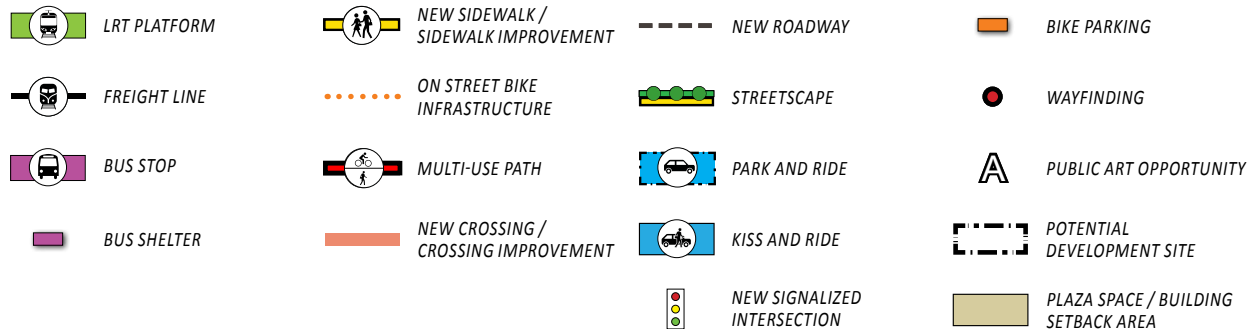 LRT PLATFORM
FREIGHT LINE
BUS STOP
BUS SHELTER
NEW SIDEWALK /
SIDEWALK IMPROVEMENT
ON STREET BIKE
INFRASTRUCTURE
MULTI-USE PATH
NEW CROSSING /
CROSSING IMPROVEMENT
NEW ROADWAY
STREETSCAPE
PARK AND RIDE
KISS AND RIDE
NEW SIGNALIZED
INTERSECTION
BIKE PARKING
WAYFINDING
A
PUBLIC ART OPPORTUNITY
POTENTIAL
DEVELOPMENT SITE
PLAZA SPACE / BUILDING
SETBACK AREA